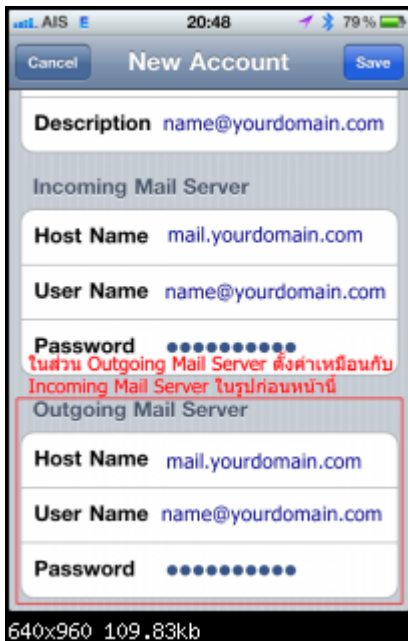 AIS E 20:48 79%
Cancel New Account Save
Description name@yourdomain.com
Incoming Mail Server
Host Name mail.yourdomain.com
User Name name@yourdomain.com
Password ●●●●●●●●●●
ในส่วน Outgoing Mail Server ตั้งค่าเหมือนกับ
Incoming Mail Server ในรูปก่อนหน้านี้
Outgoing Mail Server
Host Name mail.yourdomain.com
User Name name@yourdomain.com
Password ●●●●●●●●●●
640x960 109.83kb